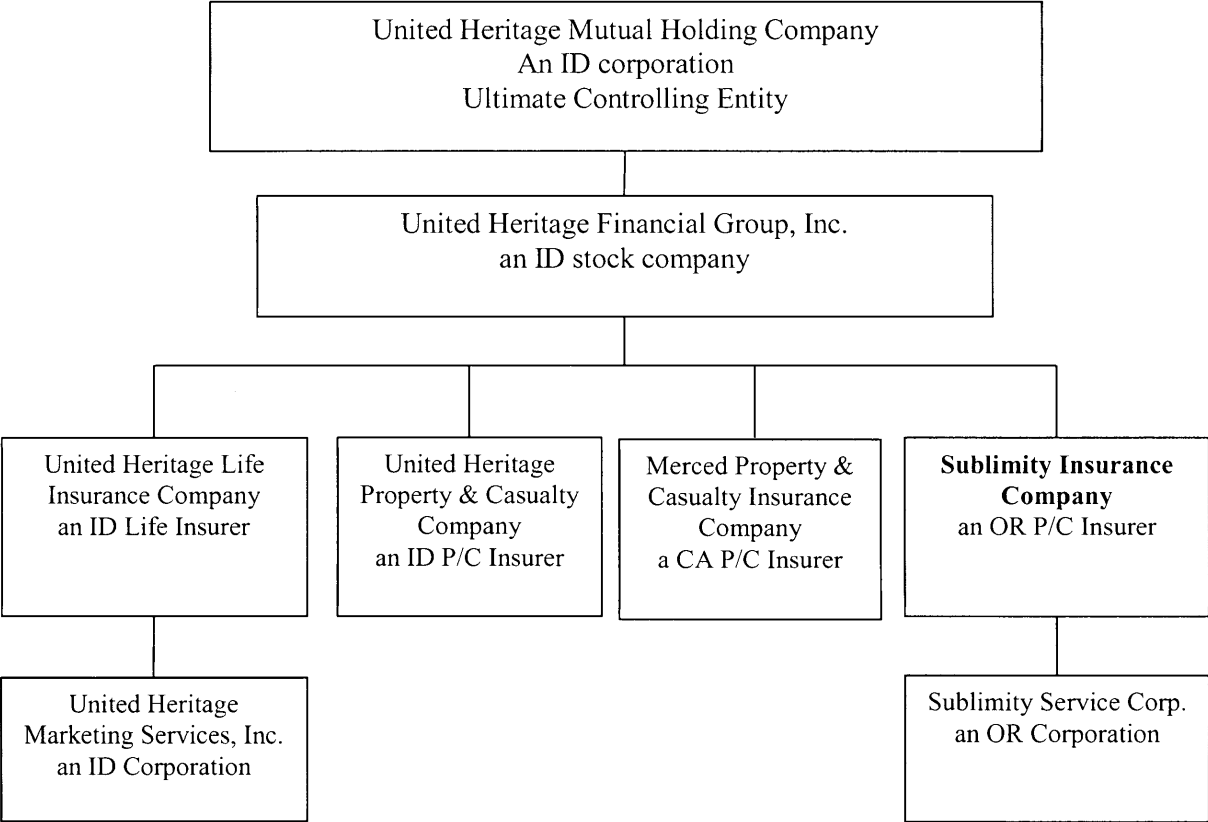 United Heritage Mutual Holding Company
An ID corporation
Ultimate Controlling Entity
United Heritage Financial Group, Inc.
an ID stock company
United Heritage Life
Insurance Company
an ID Life Insurer
United Heritage
Property & Casualty
Company
an ID P/C Insurer
Merced Property &
Casualty Insurance
Company
a CA P/C Insurer
Sublimity Insurance
Company
an OR P/C Insurer
United Heritage
Marketing Services, Inc.
an ID Corporation
Sublimity Service Corp.
an OR Corporation